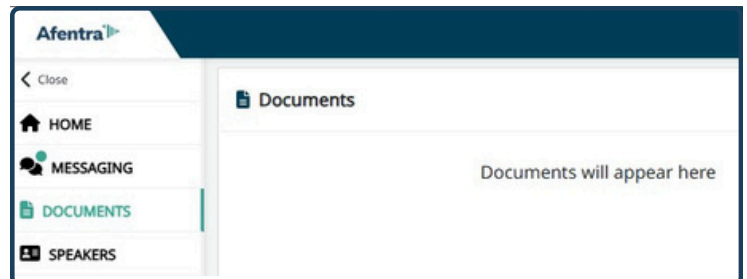 Afentra
Close
HOME
MESSAGING
DOCUMENTS
SPEAKERS
Documents
Documents will appear here